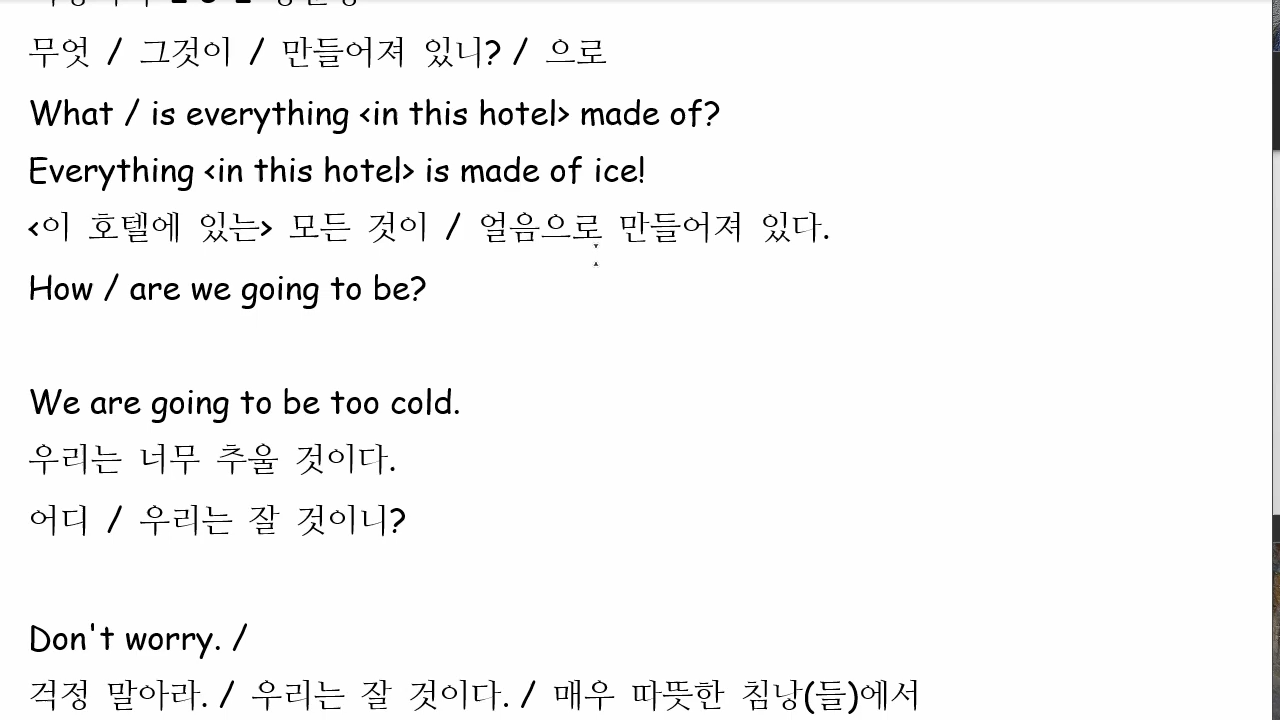 무엇 / 그것이 / 만들어져 있니? / 으로
What / is everything <in this hotel> made of?
Everything <in this hotel> is made of ice!
<이 호텔에 있는> 모든 것이 / 얼음으로 만들어져 있다.
How / are we going to be?
We are going to be too cold.
우리는 너무 추울 것이다.
어디 / 우리는 잘 것이니?
Don't worry. /
걱정 말아라. / 우리는 잘 것이다. / 매우 따뜻한 침낭(들)에서